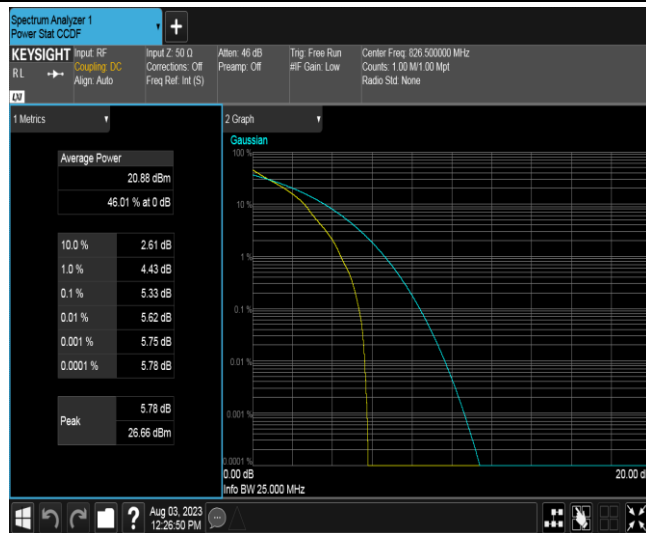 Spectrum Analyzer 1
Power Stat CCDF
+
KEYSIGHT
RL
LXI
Input: RF
Coupling: DC
Align: Auto
Input Z: 50 Ω
Corrections: Off
Freq Ref: Int (S)
Atten: 46 dB
Preamp: Off
Trig: Free Run
#IF Gain: Low
Center Freq: 826.500000 MHz
Counts: 1.00 M/1.00 Mpt
Radio Std: None
1 Metrics
Average Power
20.88 dBm
46.01 % at 0 dB
10.0 % 2.61 dB
1.0 % 4.43 dB
0.1 % 5.33 dB
0.01 % 5.62 dB
0.001 % 5.75 dB
0.0001 % 5.78 dB
Peak
5.78 dB
26.66 dBm
2 Graph
Gaussian
100 %
10 %
1 %
0.1 %
0.01 %
0.001 %
0.0001 %
0.00 dB
20.00 d
Info BW 25.000 MHz
?
Aug 03, 2023
12:26:50 PM